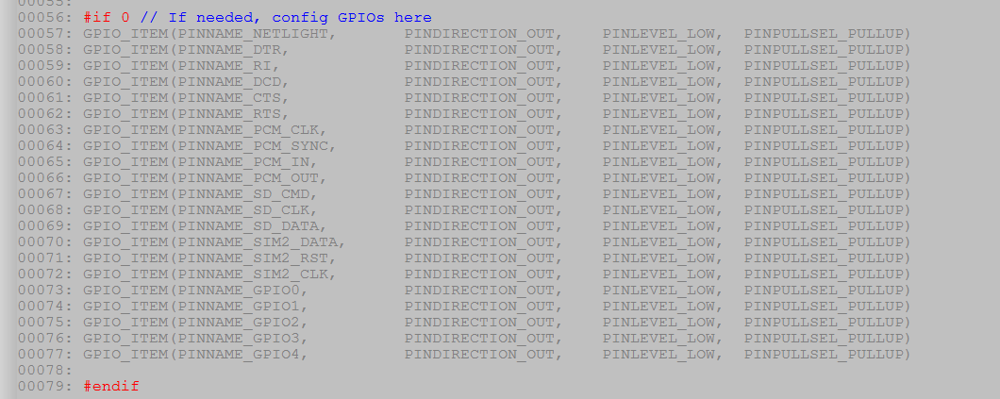 00055:
00056: #if 0 // If needed, config GPIOs here
00057: GPIO_ITEM(PINNAME_NETLIGHT, PINDIRECTION_OUT, PINLEVEL_LOW, PINPULLSEL_PULLUP)
00058: GPIO_ITEM(PINNAME_DTR, PINDIRECTION_OUT, PINLEVEL_LOW, PINPULLSEL_PULLUP)
00059: GPIO_ITEM(PINNAME_RI, PINDIRECTION_OUT, PINLEVEL_LOW, PINPULLSEL_PULLUP)
00060: GPIO_ITEM(PINNAME_DCD, PINDIRECTION_OUT, PINLEVEL_LOW, PINPULLSEL_PULLUP)
00061: GPIO_ITEM(PINNAME_CTS, PINDIRECTION_OUT, PINLEVEL_LOW, PINPULLSEL_PULLUP)
00062: GPIO_ITEM(PINNAME_RTS, PINDIRECTION_OUT, PINLEVEL_LOW, PINPULLSEL_PULLUP)
00063: GPIO_ITEM(PINNAME_PCM_CLK, PINDIRECTION_OUT, PINLEVEL_LOW, PINPULLSEL_PULLUP)
00064: GPIO_ITEM(PINNAME_PCM_SYNC, PINDIRECTION_OUT, PINLEVEL_LOW, PINPULLSEL_PULLUP)
00065: GPIO_ITEM(PINNAME_PCM_IN, PINDIRECTION_OUT, PINLEVEL_LOW, PINPULLSEL_PULLUP)
00066: GPIO_ITEM(PINNAME_PCM_OUT, PINDIRECTION_OUT, PINLEVEL_LOW, PINPULLSEL_PULLUP)
00067: GPIO_ITEM(PINNAME_SD_CMD, PINDIRECTION_OUT, PINLEVEL_LOW, PINPULLSEL_PULLUP)
00068: GPIO_ITEM(PINNAME_SD_CLK, PINDIRECTION_OUT, PINLEVEL_LOW, PINPULLSEL_PULLUP)
00069: GPIO_ITEM(PINNAME_SD_DATA, PINDIRECTION_OUT, PINLEVEL_LOW, PINPULLSEL_PULLUP)
00070: GPIO_ITEM(PINNAME_SIM2_DATA, PINDIRECTION_OUT, PINLEVEL_LOW, PINPULLSEL_PULLUP)
00071: GPIO_ITEM(PINNAME_SIM2_RST, PINDIRECTION_OUT, PINLEVEL_LOW, PINPULLSEL_PULLUP)
00072: GPIO_ITEM(PINNAME_SIM2_CLK, PINDIRECTION_OUT, PINLEVEL_LOW, PINPULLSEL_PULLUP)
00073: GPIO_ITEM(PINNAME_GPIO0, PINDIRECTION_OUT, PINLEVEL_LOW, PINPULLSEL_PULLUP)
00074: GPIO_ITEM(PINNAME_GPIO1, PINDIRECTION_OUT, PINLEVEL_LOW, PINPULLSEL_PULLUP)
00075: GPIO_ITEM(PINNAME_GPIO2, PINDIRECTION_OUT, PINLEVEL_LOW, PINPULLSEL_PULLUP)
00076: GPIO_ITEM(PINNAME_GPIO3, PINDIRECTION_OUT, PINLEVEL_LOW, PINPULLSEL_PULLUP)
00077: GPIO_ITEM(PINNAME_GPIO4, PINDIRECTION_OUT, PINLEVEL_LOW, PINPULLSEL_PULLUP)
00078:
00079: #endif